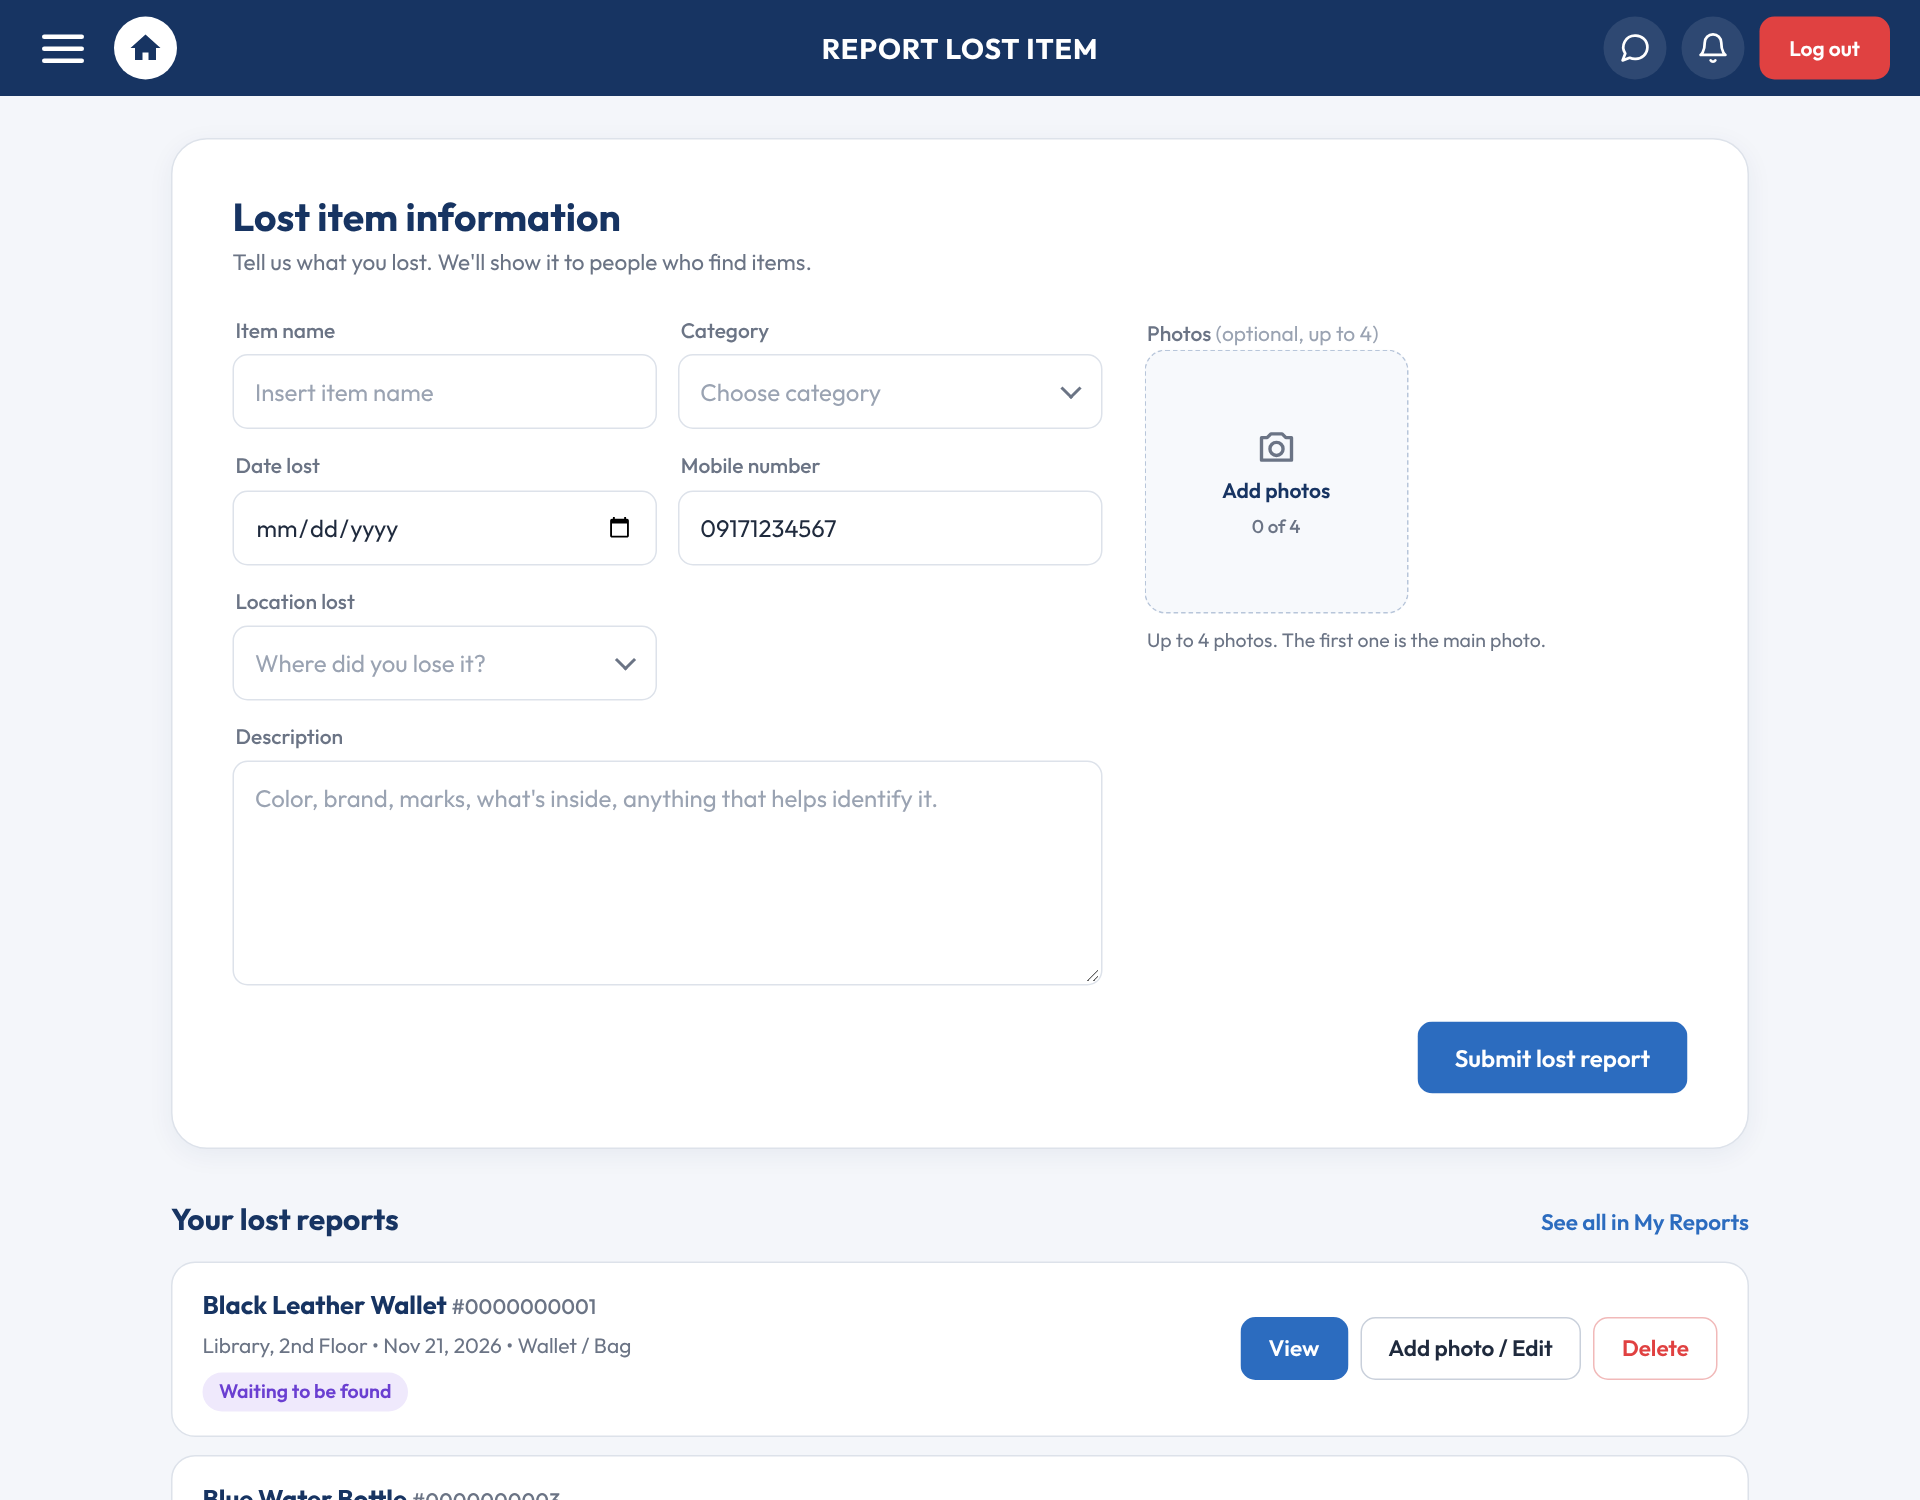 REPORT LOST ITEM
Log out
Lost item information
Tell us what you lost. We'll show it to people who find items.
Item name
Category
Photos (optional, up to 4)
Insert item name
Choose category
Add photos
0 of 4
Date lost
Mobile number
mm/dd/yyyy
09171234567
Location lost
Where did you lose it?
Up to 4 photos. The first one is the main photo.
Description
Color, brand, marks, what's inside, anything that helps identify it.
Submit lost report
Your lost reports
See all in My Reports
Black Leather Wallet #0000000001
Library, 2nd Floor • Nov 21, 2026 • Wallet / Bag
Waiting to be found
View
Add photo / Edit
Delete
Blue Water Bottle #0000000003